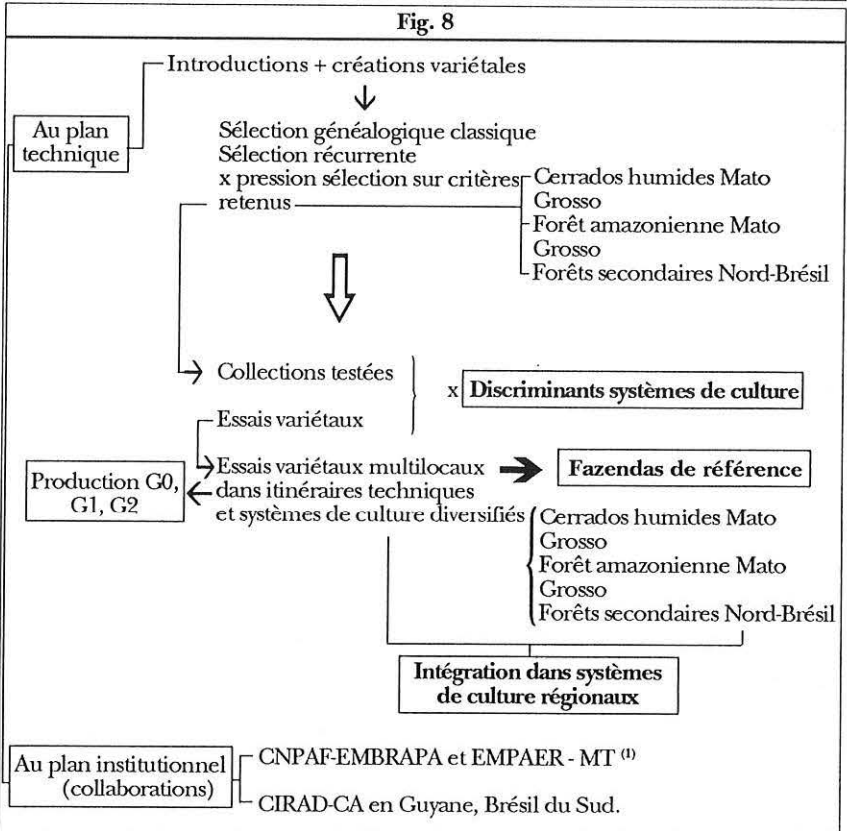 Fig. 8
Introductions + créations variétales
Au plan
technique
Sélection généalogique classique
Sélection récurrente
x pression sélection sur critères
retenus
Cerrados humides Mato
Grosso
Forêt amazonienne Mato
Grosso
Forêts secondaires Nord-Brésil
Collections testées
x Discriminants systèmes de culture
Essais variétaux
Production G0,
G1, G2
Essais variétaux multilocaux
dans itinéraires techniques
et systèmes de culture diversifiés
Fazendas de référence
Cerrados humides Mato
Grosso
Forêt amazonienne Mato
Grosso
Forêts secondaires Nord-Brésil
Intégration dans systèmes
de culture régionaux
Au plan institutionnel
(collaborations)
CNPAF-EMBRAPA et EMPAER - MT (1)
CIRAD-CA en Guyane, Brésil du Sud.